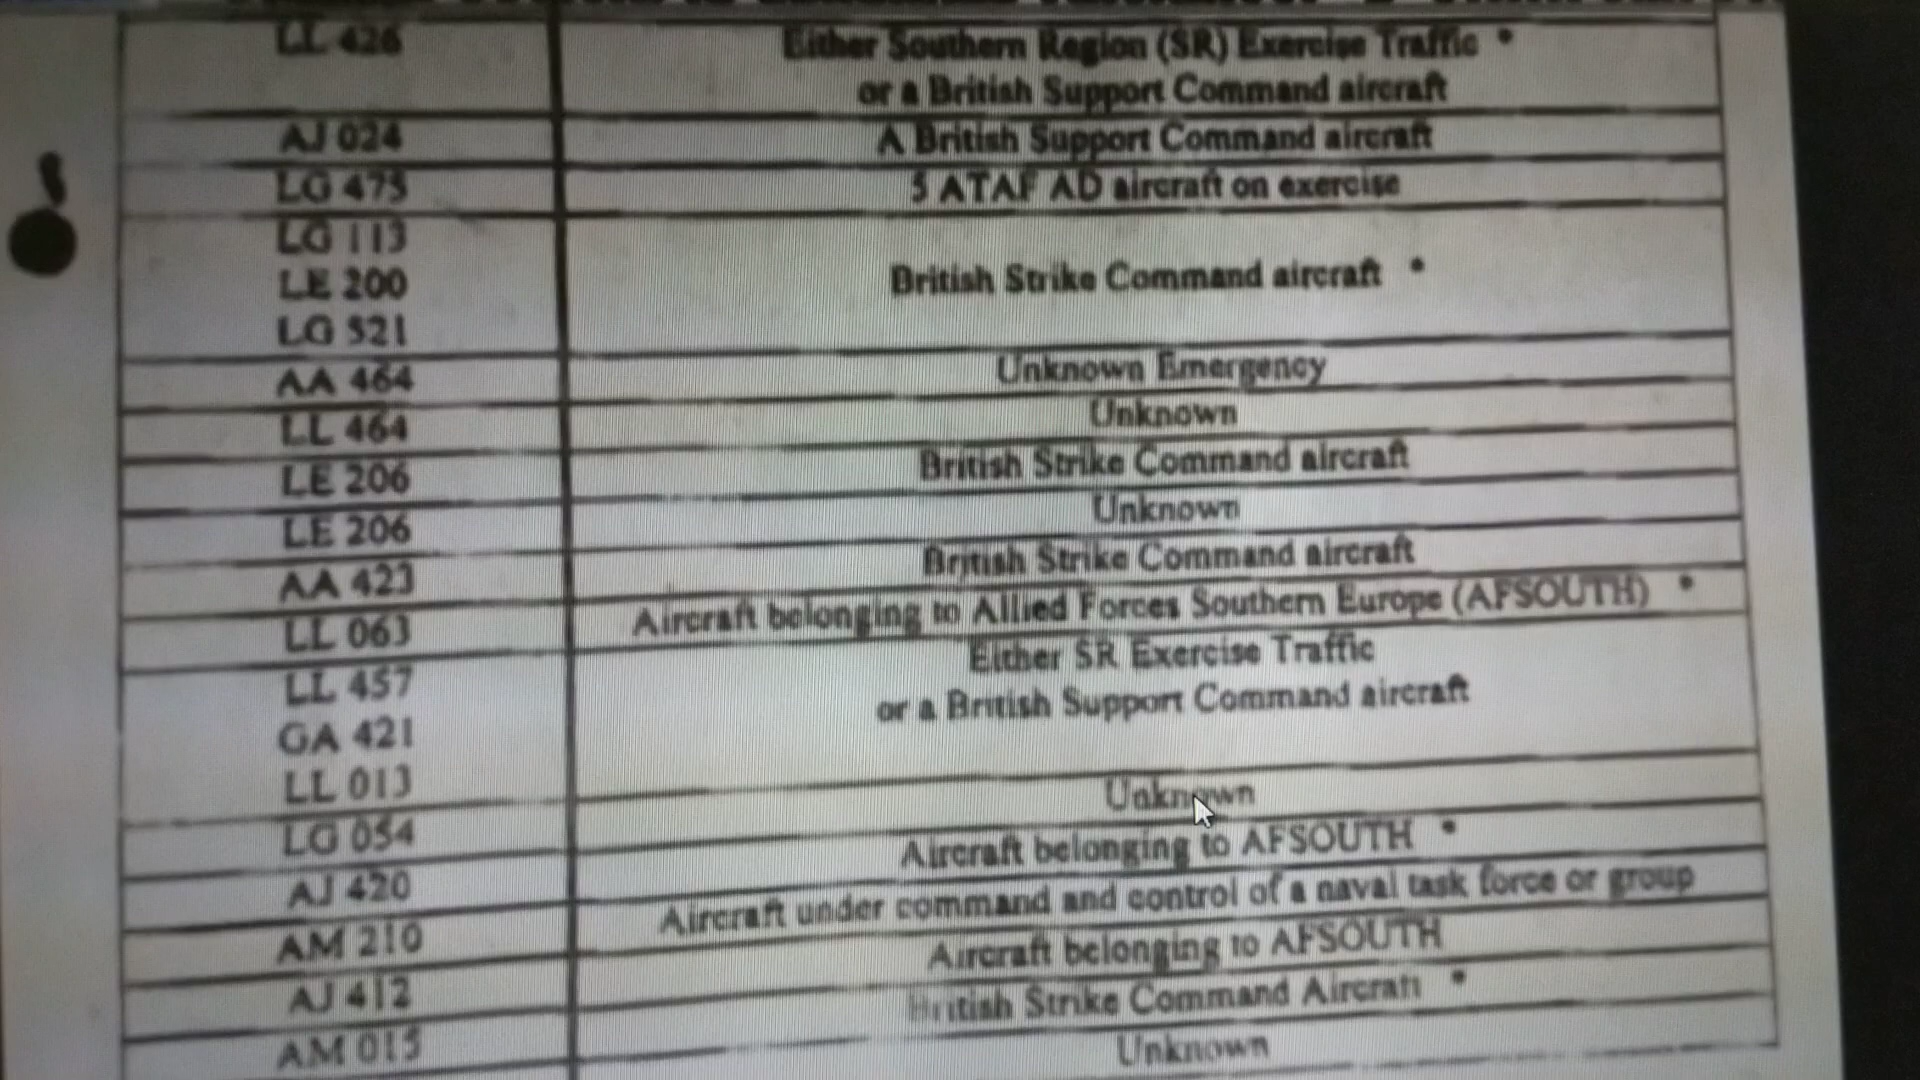 LL 426
Either Southern Region (SR) Exercise Traffic *
or a British Support Command aircraft
AJ 024
A British Support Command aircraft
LG 475
5 ATAF AD aircraft on exercise
LG 113
LE 200
British Strike Command aircraft *
LG 521
AA 464
Unknown Emergency
LL 464
Unknown
LE 206
British Strike Command aircraft
LE 206
Unknown
AA 423
British Strike Command aircraft
LL 063
Aircraft belonging to Allied Forces Southern Europe (AFSOUTH) *
LL 457
Either SR Exercise Traffic
or a British Support Command aircraft
GA 421
LL 013
Unknown
LG 054
Aircraft belonging to AFSOUTH *
AJ 420
Aircraft under command and control of a naval task force or group
AM 210
Aircraft belonging to AFSOUTH
AJ 412
British Strike Command Aircraft *
AM 015
Unknown